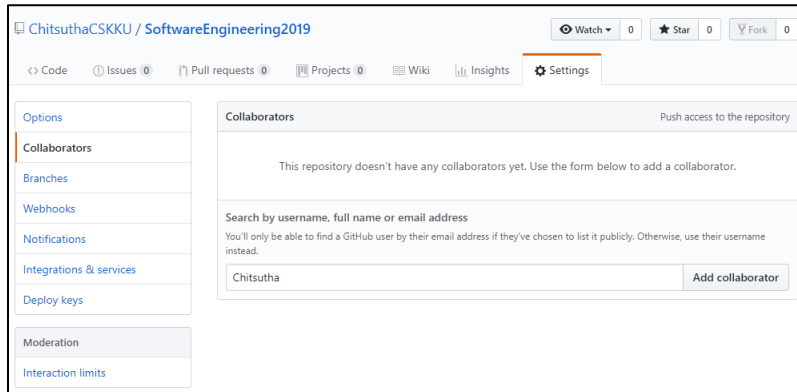 ChitsuthaCSKKU / SoftwareEngineering2019
Watch 0 Star 0 Fork 0
<> Code Issues 0 Pull requests 0 Projects 0 Wiki Insights Settings
Options
Collaborators
Branches
Webhooks
Notifications
Integrations & services
Deploy keys
Moderation
Interaction limits
Collaborators Push access to the repository
This repository doesn't have any collaborators yet. Use the form below to add a collaborator.
Search by username, full name or email address
You'll only be able to find a GitHub user by their email address if they've chosen to list it publicly. Otherwise, use their username
instead.
Chitsutha Add collaborator